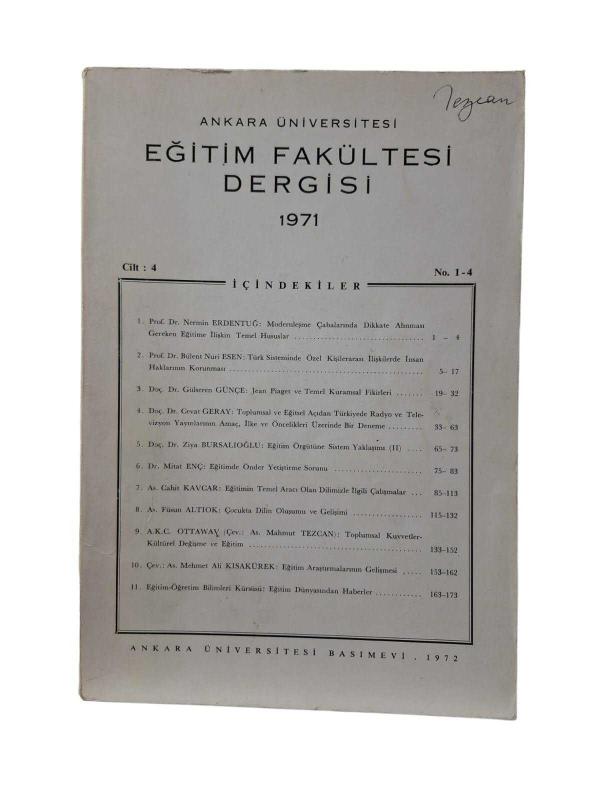 Tezcan
ANKARA ÜNİVERSİTESİ
EĞİTİM FAKÜLTESİ
DERGİSİ
1971
Cilt : 4 No. 1-4
İÇİNDEKİLER
1. Prof. Dr. Nermin ERDENTUĞ: Modernleşme Çabalarında Dikkate Alınması
Gereken Eğitime İlişkin Temel Hususlar ........ 1 - 4
2. Prof. Dr. Bülent Nuri ESEN: Türk Sisteminde Özel Kişilerarası İlişkilerde İnsan
Haklarının Korunması ........ 5- 17
3. Doç. Dr. Gülseren GÜNÇE: Jean Piaget ve Temel Kuramsal Fikirleri ........ 19- 32
4. Doç. Dr. Cevat GERAY: Toplumsal ve Eğitsel Açıdan Türkiyede Radyo ve Tele-
vizyon Yayınlarının Amaç, İlke ve Öncelikleri Üzerinde Bir Deneme ........ 33- 63
5. Doç. Dr. Ziya BURSALIOĞLU: Eğitim Örgütüne Sistem Yaklaşımı (II) .... 65- 73
6. Dr. Mitat ENÇ: Eğitimde Önder Yetiştirme Sorunu ........ 75- 83
7. As. Cahit KAVCAR: Eğitimin Temel Aracı Olan Dilimizle İlgili Çalışmalar ... 85-113
8. As. Füsun ALTIOK: Çocukta Dilin Oluşumu ve Gelişimi ........ 115-132
9. A.K.C. OTTAWAY (Çev.: As. Mahmut TEZCAN): Toplumsal Kuvvetler-
Kültürel Değişme ve Eğitim ........ 133-152
10. Çev.: As. Mehmet Ali KISAKÜREK: Eğitim Araştırmalarının Gelişmesi ..... 153-162
11. Eğitim-Öğretim Bilimleri Kürsüsü: Eğitim Dünyasından Haberler ........ 163-173
ANKARA ÜNİVERSİTESİ BASIMEVİ . 1972